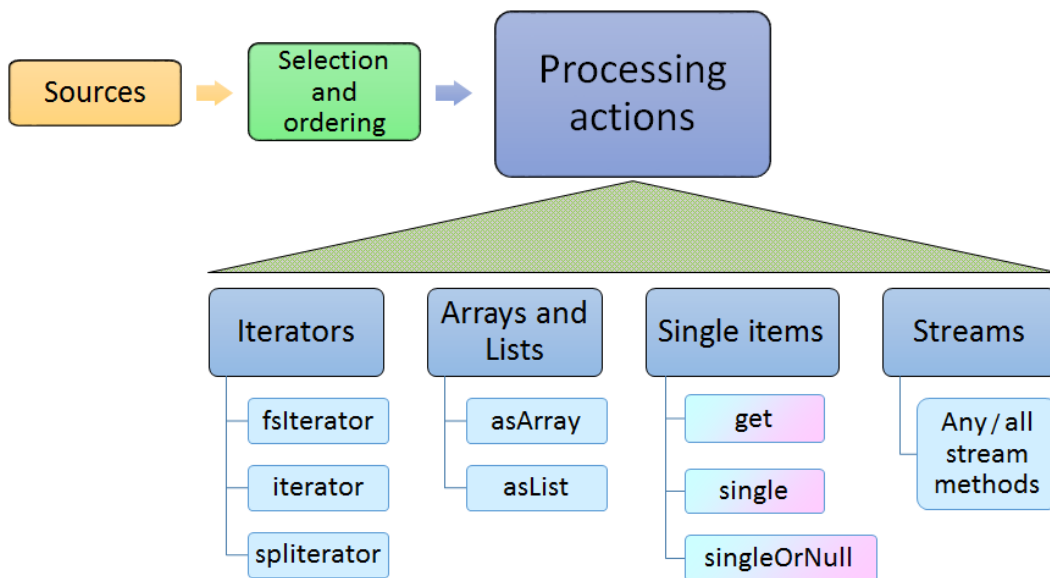 Sources
Selection
and
ordering
Processing
actions
Iterators
fsIterator
iterator
spliterator
Arrays and
Lists
asArray
asList
Single items
get
single
singleOrNull
Streams
Any / all
stream
methods